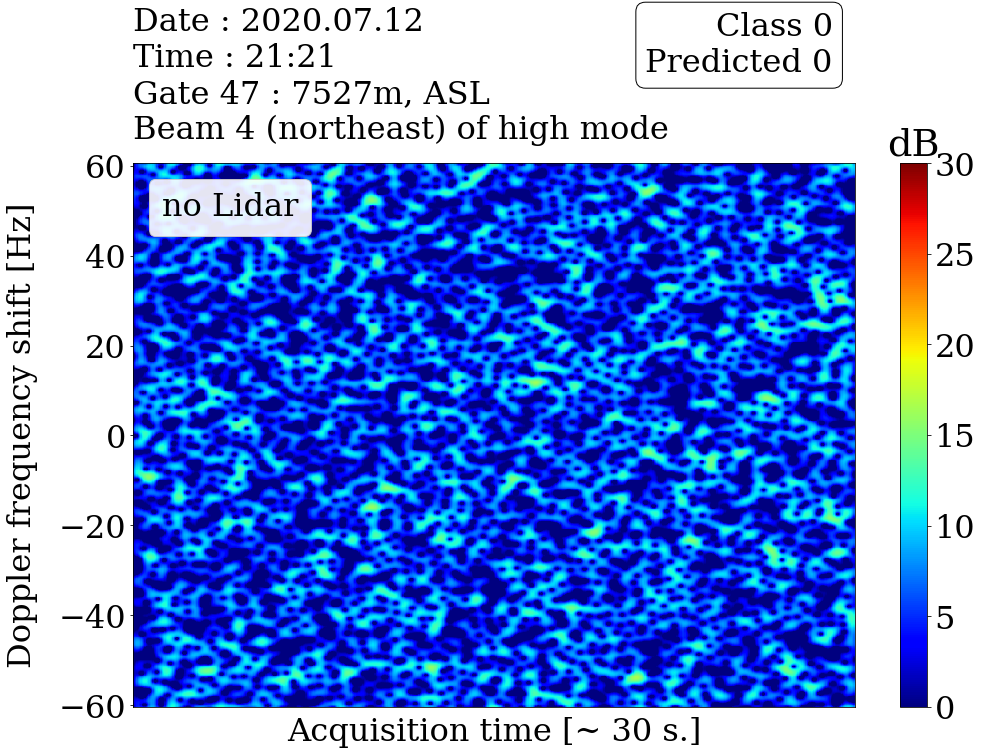 Date : 2020.07.12
Time : 21:21
Gate 47 : 7527m, ASL
Beam 4 (northeast) of high mode
Class 0
Predicted 0
dB
no Lidar
60
40
20
0
−20
−40
−60
Doppler frequency shift [Hz]
Acquisition time [~ 30 s.]
30
25
20
15
10
5
0